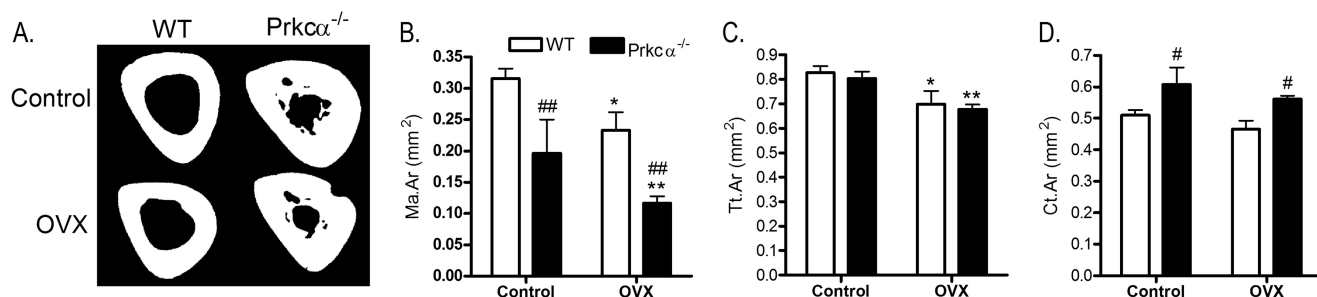 A.
WT Prkcα-/-
Control
OVX
B.
WT Prkcα-/-
Ma.Ar (mm2)
0.35
0.30
0.25
0.20
0.15
0.10
0.05
0.00
##
*
##
**
Control OVX
C.
Tt.Ar (mm2)
0.9
0.8
0.7
0.6
0.5
0.4
0.3
0.2
0.1
0.0
*
**
Control OVX
D.
Ct.Ar (mm2)
0.7
0.6
0.5
0.4
0.3
0.2
0.1
0.0
#
#
Control OVX